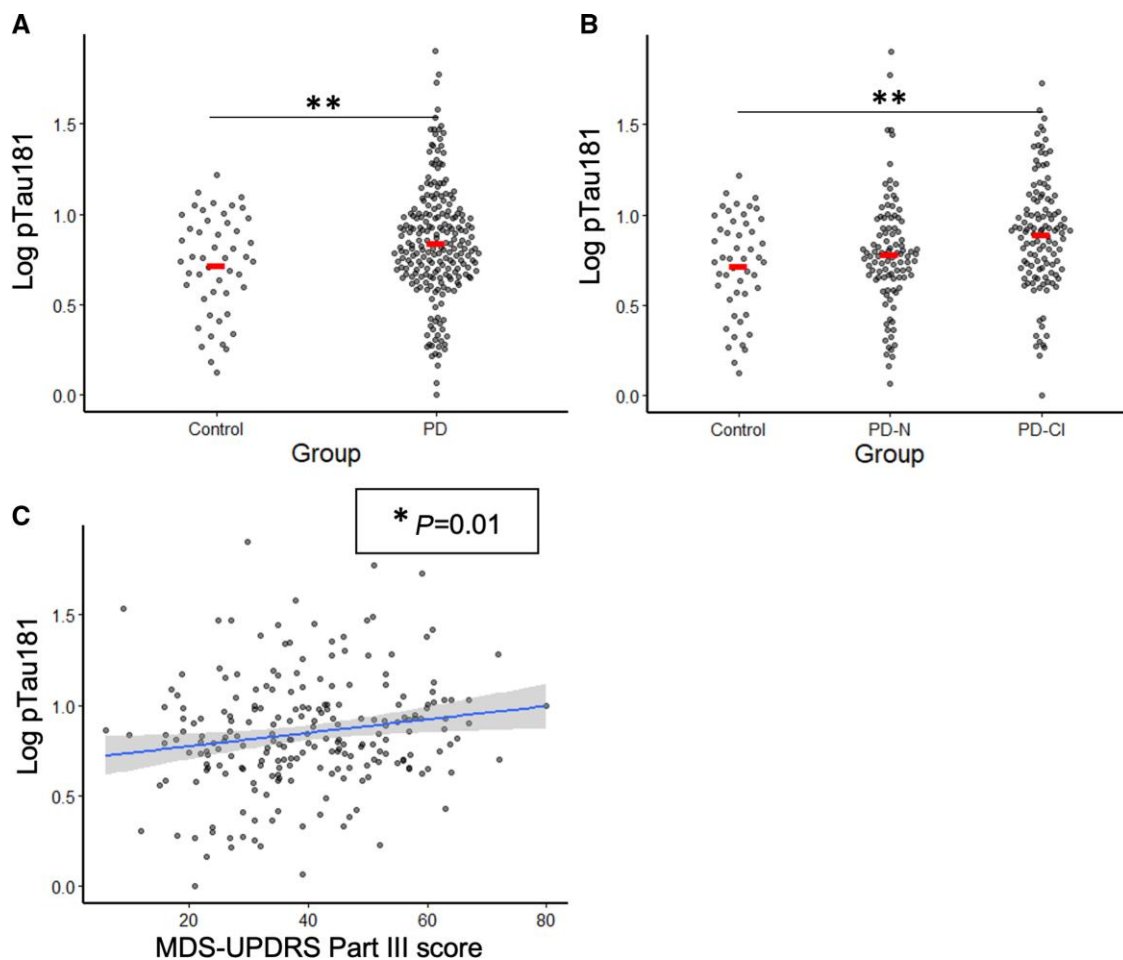 A
Log pTau181
1.5
1.0
0.5
0.0
**
Control PD
Group
B
Log pTau181
1.5
1.0
0.5
0.0
**
Control PD-N PD-CI
Group
C
* P=0.01
Log pTau181
1.5
1.0
0.5
0.0
20 40 60 80
MDS-UPDRS Part III score